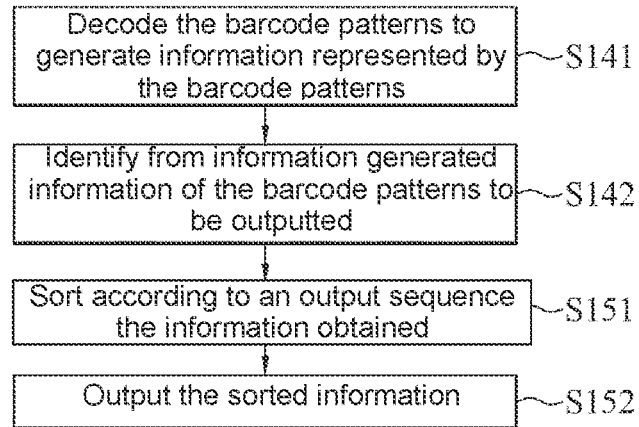 Decode the barcode patterns to
generate information represented by
the barcode patterns
S141
Identify from information generated
information of the barcode patterns to
be outputted
S142
Sort according to an output sequence
the information obtained
S151
Output the sorted information
S152